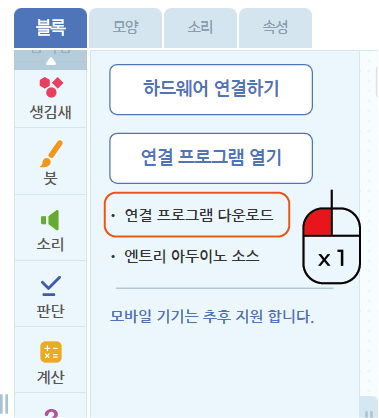 블록
모양
소리
속성
생김새
붓
소리
판단
계산
?
하드웨어 연결하기
연결 프로그램 열기
· 연결 프로그램 다운로드
· 엔트리 아두이노 소스
모바일 기기는 추후 지원 합니다.
x 1